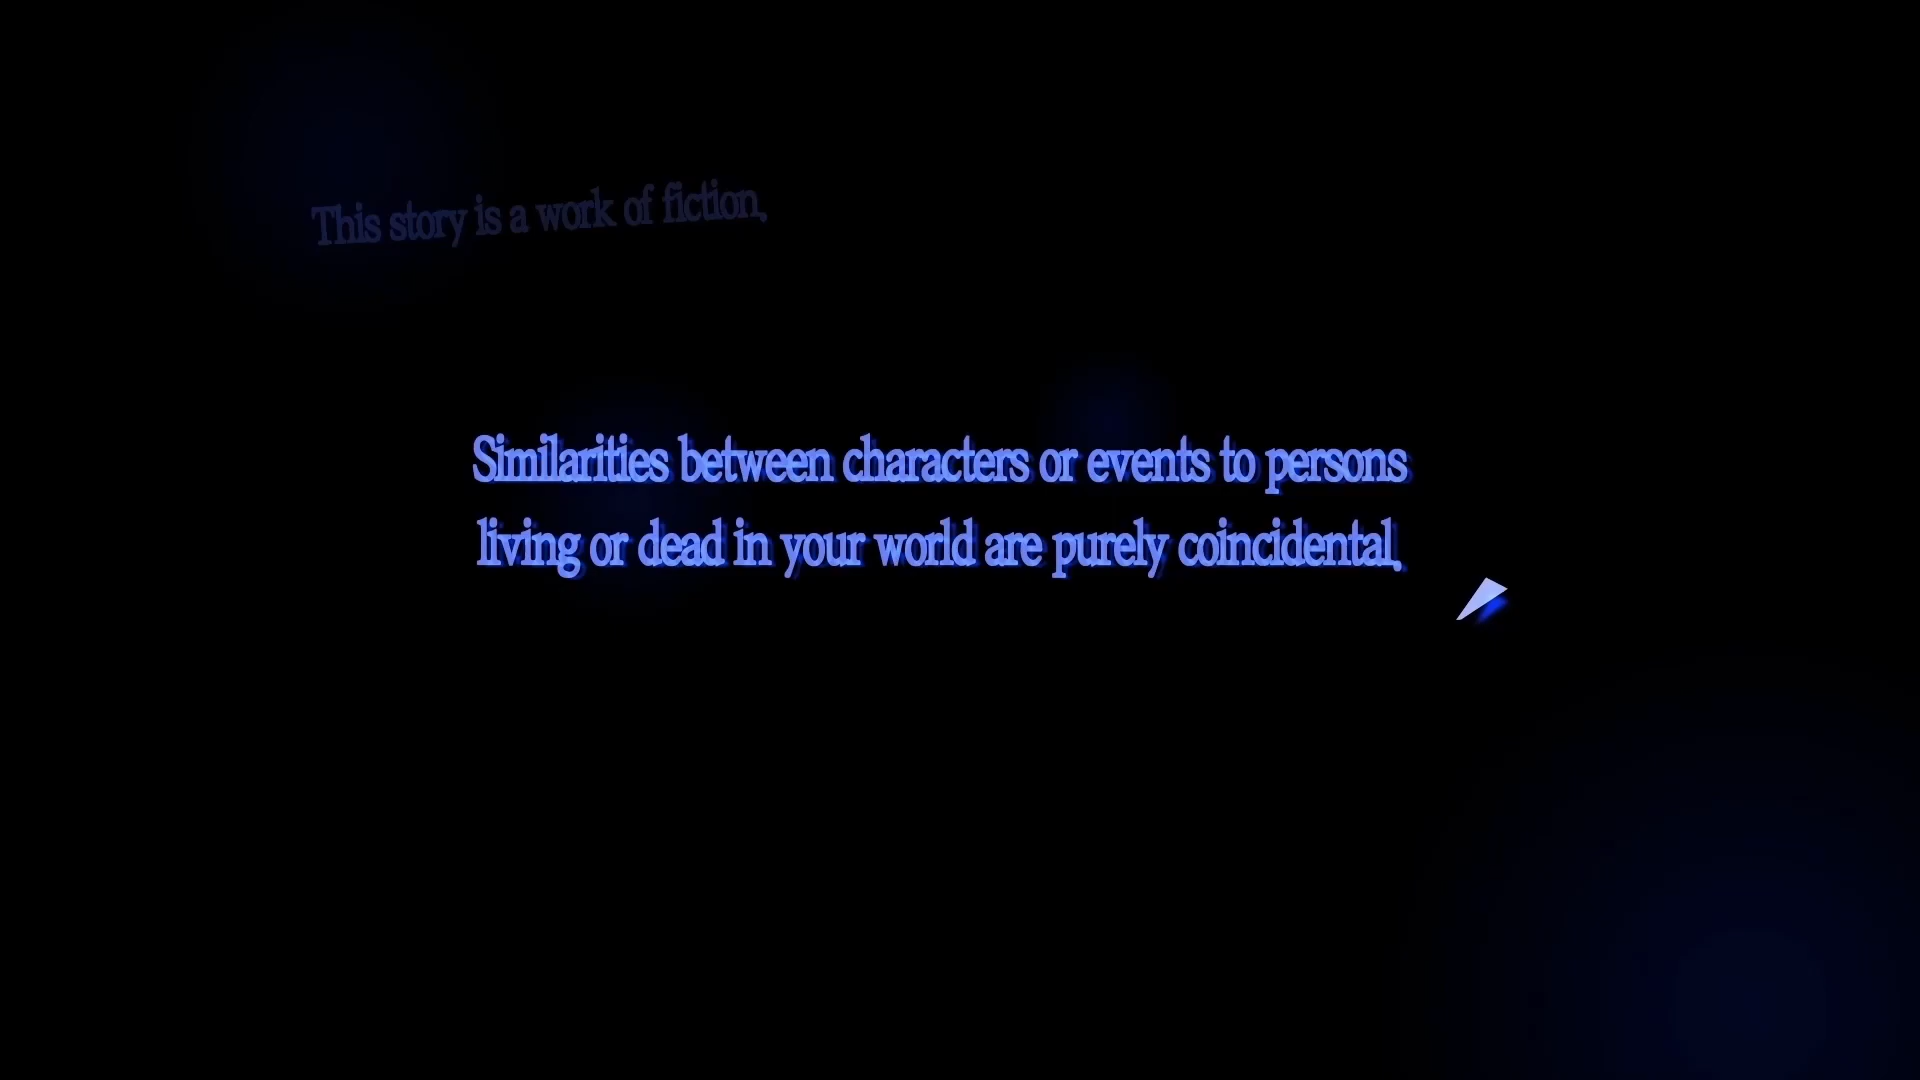 This story is a work of fiction.
Similarities between characters or events to persons
living or dead in your world are purely coincidental.